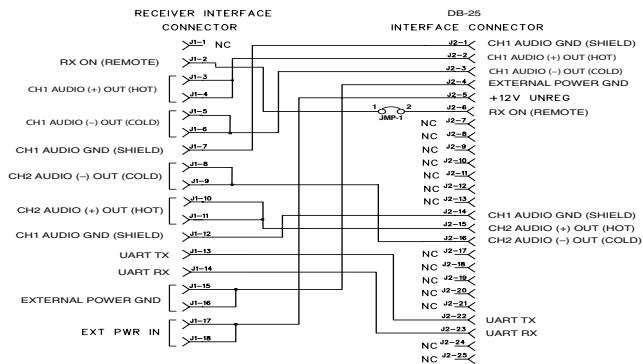 RECEIVER INTERFACE
CONNECTOR
J1-1 NC
RX ON (REMOTE) J1-2
J1-3
CH1 AUDIO (+) OUT (HOT)
J1-4
J1-5
CH1 AUDIO (–) OUT (COLD)
J1-6
CH1 AUDIO GND (SHIELD) J1-7
J1-8
CH2 AUDIO (–) OUT (COLD)
J1-9
J1-10
CH2 AUDIO (+) OUT (HOT)
J1-11
CH1 AUDIO GND (SHIELD) J1-12
UART TX J1-13
UART RX J1-14
J1-15
EXTERNAL POWER GND
J1-16
J1-17
EXT PWR IN
J1-18
1 2
JMP-1
DB-25
INTERFACE CONNECTOR
J2-1 CH1 AUDIO GND (SHIELD)
J2-2 CH1 AUDIO (+) OUT (HOT)
J2-3 CH1 AUDIO (–) OUT (COLD)
J2-4 EXTERNAL POWER GND
J2-5 +12V UNREG
J2-6 RX ON (REMOTE)
NC J2-7
NC J2-8
NC J2-9
NC J2-10
NC J2-11
NC J2-12
NC J2-13
J2-14 CH1 AUDIO GND (SHIELD)
J2-15 CH2 AUDIO (+) OUT (HOT)
J2-16 CH2 AUDIO (–) OUT (COLD)
NC J2-17
NC J2-18
NC J2-19
NC J2-20
NC J2-21
J2-22 UART TX
J2-23 UART RX
NC J2-24
NC J2-25